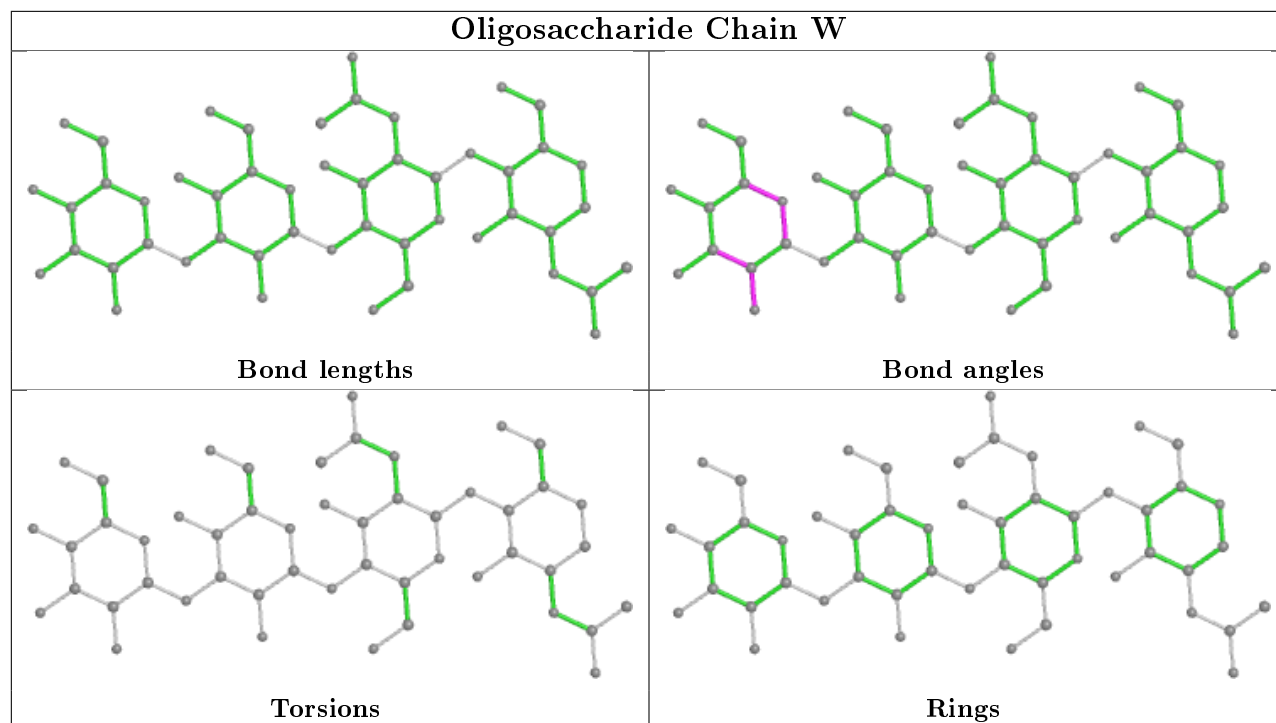 Oligosaccharide Chain W
Bond lengths
Bond angles
Torsions
Rings